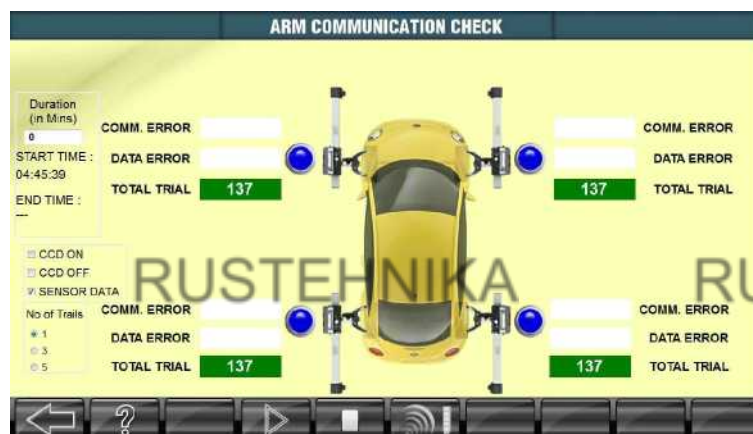 ARM COMMUNICATION CHECK
Duration
(in Mins)
0
START TIME :
04:45:39
END TIME :
---
COMM. ERROR
DATA ERROR
TOTAL TRIAL 137
COMM. ERROR
DATA ERROR
137 TOTAL TRIAL
CCD ON
CCD OFF
SENSOR DATA
No of Trails
1
3
5
RUSTEHNIKA
RU
COMM. ERROR
DATA ERROR
TOTAL TRIAL 137
COMM. ERROR
DATA ERROR
137 TOTAL TRIAL
?